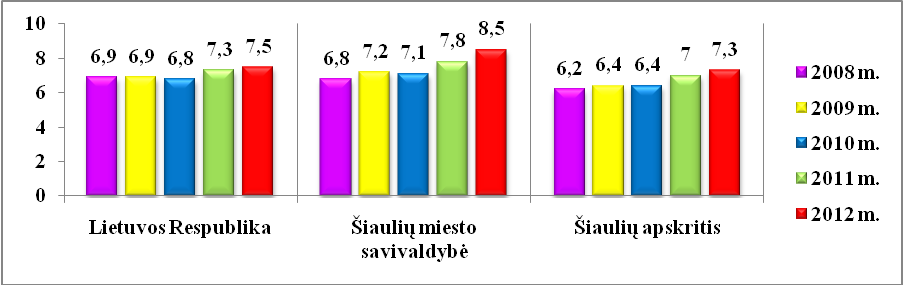 10
8
6
4
2
0
6,9 6,9 6,8 7,3 7,5
6,8 7,2 7,1 7,8 8,5
6,2 6,4 6,4 7 7,3
Lietuvos Respublika
Šiaulių miesto
savivaldybė
Šiaulių apskritis
2008 m.
2009 m.
2010 m.
2011 m.
2012 m.